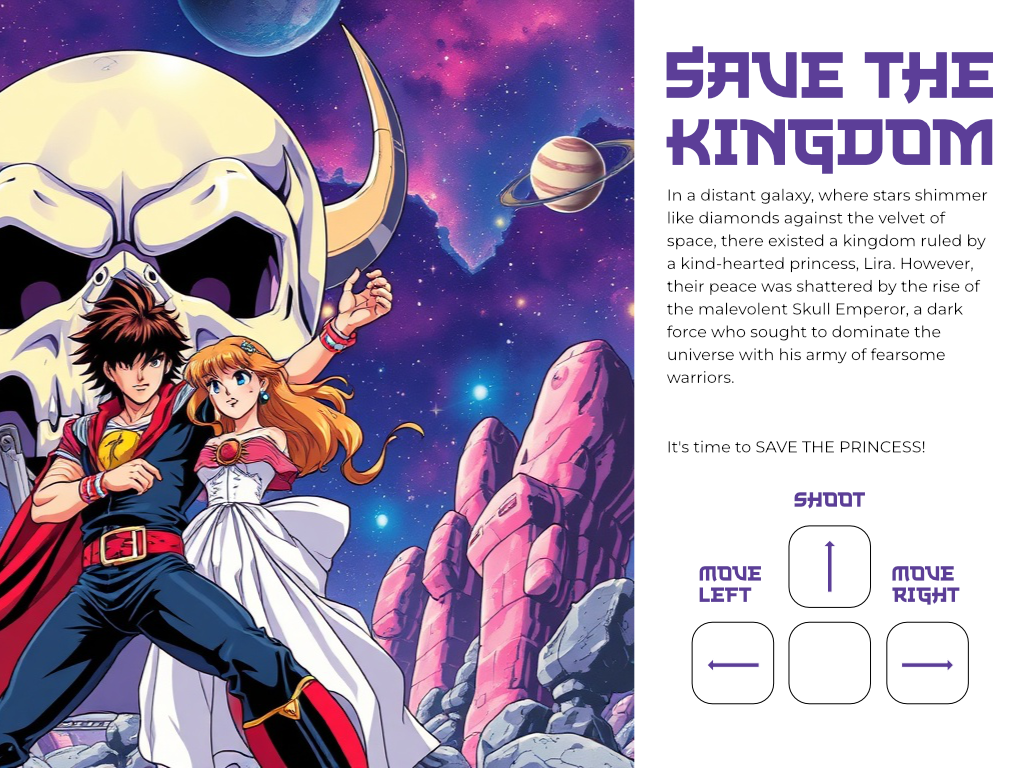 SAVE THE
KINGDOM
In a distant galaxy, where stars shimmer
like diamonds against the velvet of
space, there existed a kingdom ruled by
a kind-hearted princess, Lira. However,
their peace was shattered by the rise of
the malevolent Skull Emperor, a dark
force who sought to dominate the
universe with his army of fearsome
warriors.
It's time to SAVE THE PRINCESS!
SHOOT
MOVE
LEFT
MOVE
RIGHT